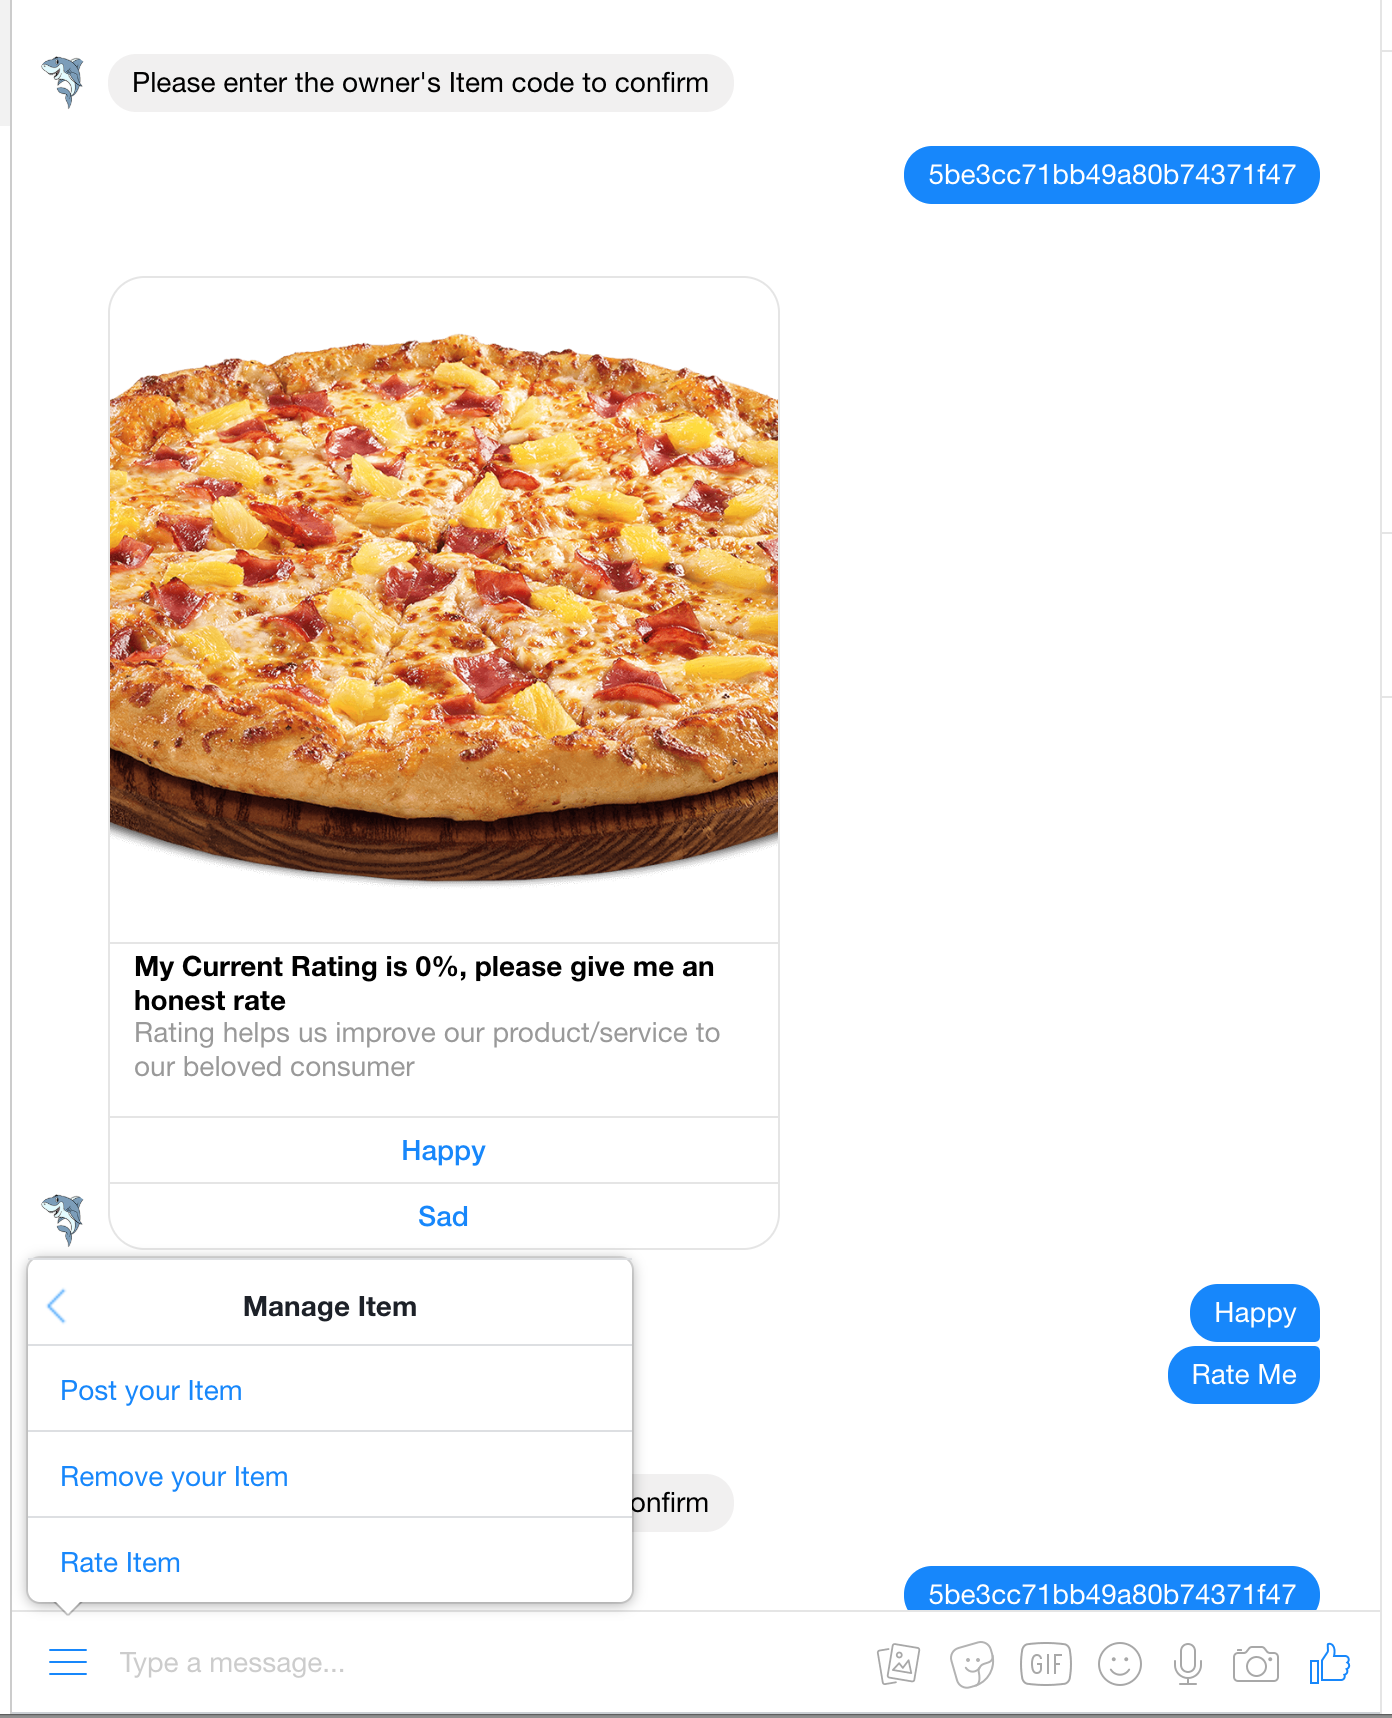 Please enter the owner's Item code to confirm
5be3cc71bb49a80b74371f47
My Current Rating is 0%, please give me an
honest rate
Rating helps us improve our product/service to
our beloved consumer
Happy
Sad
Happy
Rate Me
Manage Item
Post your Item
Remove your Item
Rate Item
onfirm
5be3cc71bb49a80b74371f47
Type a message...
GIF